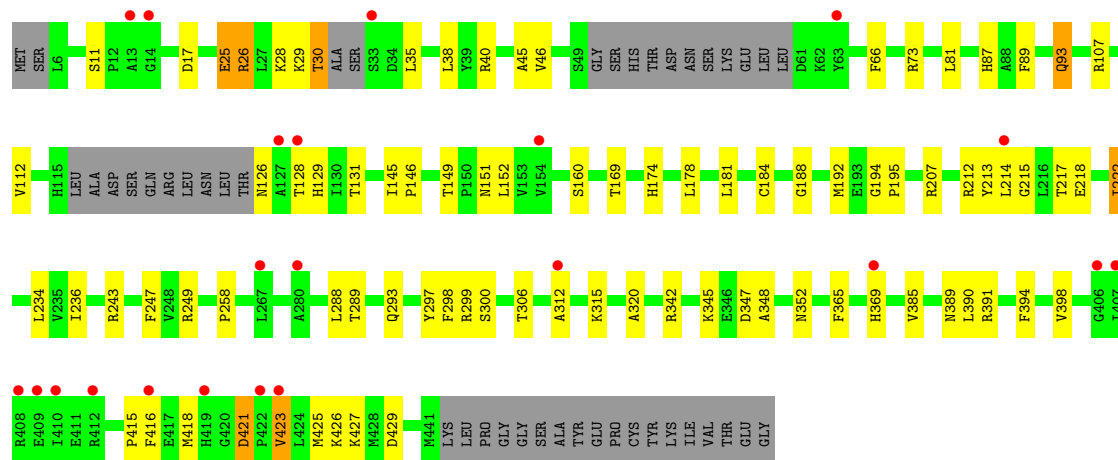 MET SER L6 S11 P12 A13 G14 D17 E25 R26 L27 K28 K29 T30 ALA SER S33 D34 L35 L38 Y39 R40 A45 V46 S49 GLY SER HIS THR ASP ASN SER LYS GLU LEU LEU D61 K62 Y63 F66 R73 L81 H87 A88 F89 Q93 R107
V112 H115 LEU ALA ASP SER GLN ARG LEU ASN LEU THR N126 A127 T128 H129 I130 T131 I145 P146 T149 P150 N151 L152 V153 V154 S160 T169 H174 L178 L181 C184 G188 M192 E193 G194 P195 R207 R212 Y213 L214 G215 L216 T217 E218
L234 V235 I236 R243 F247 V248 R249 P258 L267 A280 L288 T289 Q293 Y297 F298 R299 S300 T306 A312 K315 A320 R342 K345 E346 D347 A348 N352 F365 H369 V385 N389 L390 R391 F394 V398 G406 I407
R408 E409 I410 E411 R412 P415 F416 E417 M418 H419 G420 D421 P422 V423 L424 M425 K426 K427 M428 D429 M441 LYS LEU PRO GLY GLY SER ALA TYR GLU PRO CYS TYR LYS ILE VAL THR GLU GLY